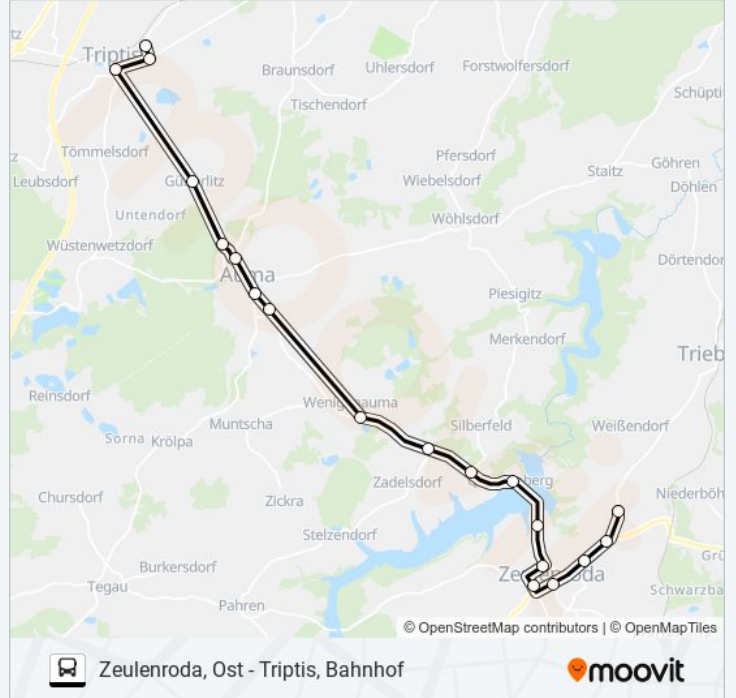 Triptis
Braunsdorf
Uhlersdorf
Forstwolfersdorf
Tischendorf
Schüptit
Tömmelsdorf
Pfersdorf
Göhren
Staitz
Leubsdorf
Wiebelsdorf
Döhlen
Untendorf
Wöhlsdorf
Wüstenwetzdorf
Dörtendor
Piesigitz
Merkendorf
Trieb
Reinsdorf
Muntscha
Silberfeld
Weißendorf
Sorna
Krölpa
Zadelsdorf
Chursdorf
Zickra
Niederböh
Stelzendorf
Burkersdorf
Grü
Tegau
Pahren
Schwarzba
© OpenStreetMap contributors | © OpenMapTiles
Zeulenroda, Ost - Triptis, Bahnhof
moovit